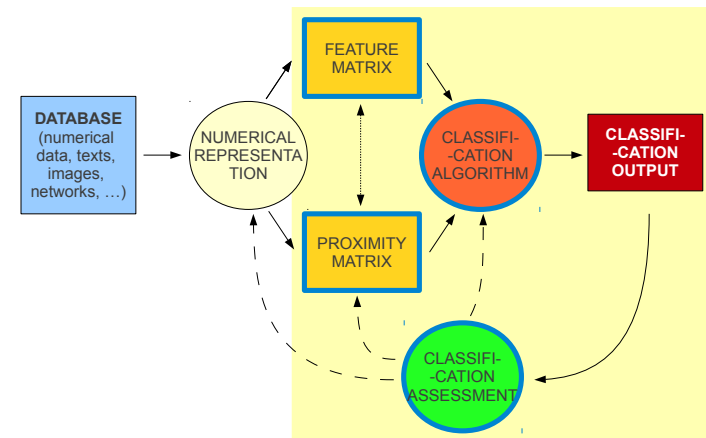 DATABASE
(numerical
data, texts,
images,
networks, …)
NUMERICAL
REPRESENTA
TION
FEATURE
MATRIX
PROXIMITY
MATRIX
CLASSIFI-
-CATION
ALGORITHM
CLASSIFI-
-CATION
OUTPUT
CLASSIFI-
-CATION
ASSESSMENT